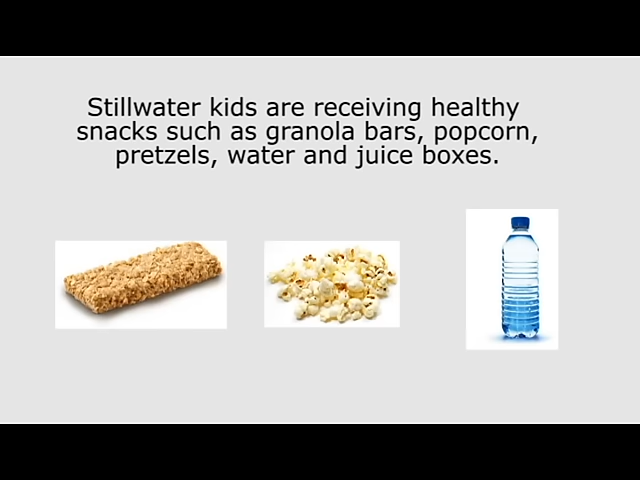 Stillwater kids are receiving healthy
snacks such as granola bars, popcorn,
pretzels, water and juice boxes.